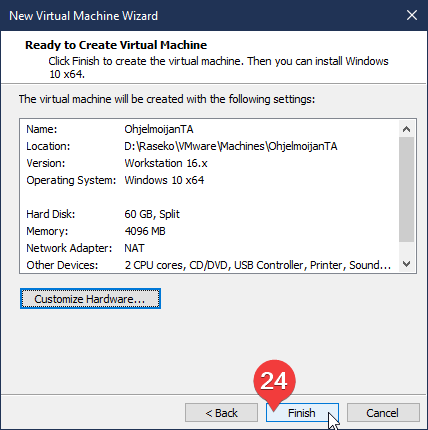 New Virtual Machine Wizard
Ready to Create Virtual Machine
Click Finish to create the virtual machine. Then you can install Windows
10 x64.
The virtual machine will be created with the following settings:
Name: OhjelmoijanTA
Location: D:\Raseko\VMware\Machines\OhjelmoijanTA
Version: Workstation 16.x
Operating System: Windows 10 x64
Hard Disk: 60 GB, Split
Memory: 4096 MB
Network Adapter: NAT
Other Devices: 2 CPU cores, CD/DVD, USB Controller, Printer, Sound...
Customize Hardware...
24
< Back Finish Cancel